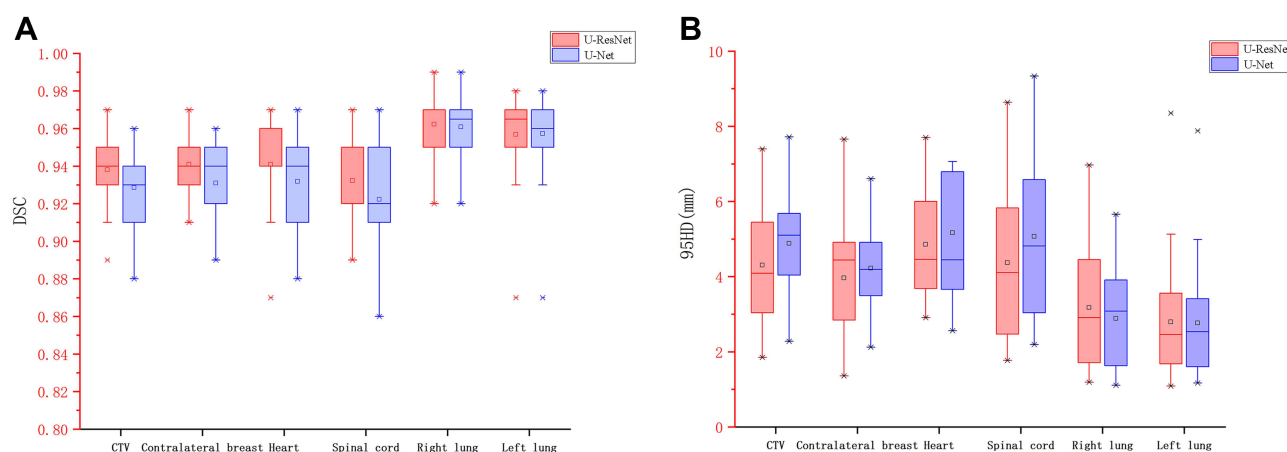 A
U-ResNet
U-Net
DSC
1.00
0.98
0.96
0.94
0.92
0.90
0.88
0.86
0.84
0.82
0.80
CTV Contralateral breast Heart Spinal cord Right lung Left lung
B
U-ResNet
U-Net
95HD(mm)
10
8
6
4
2
0
CTV Contralateral breast Heart Spinal cord Right lung Left lung